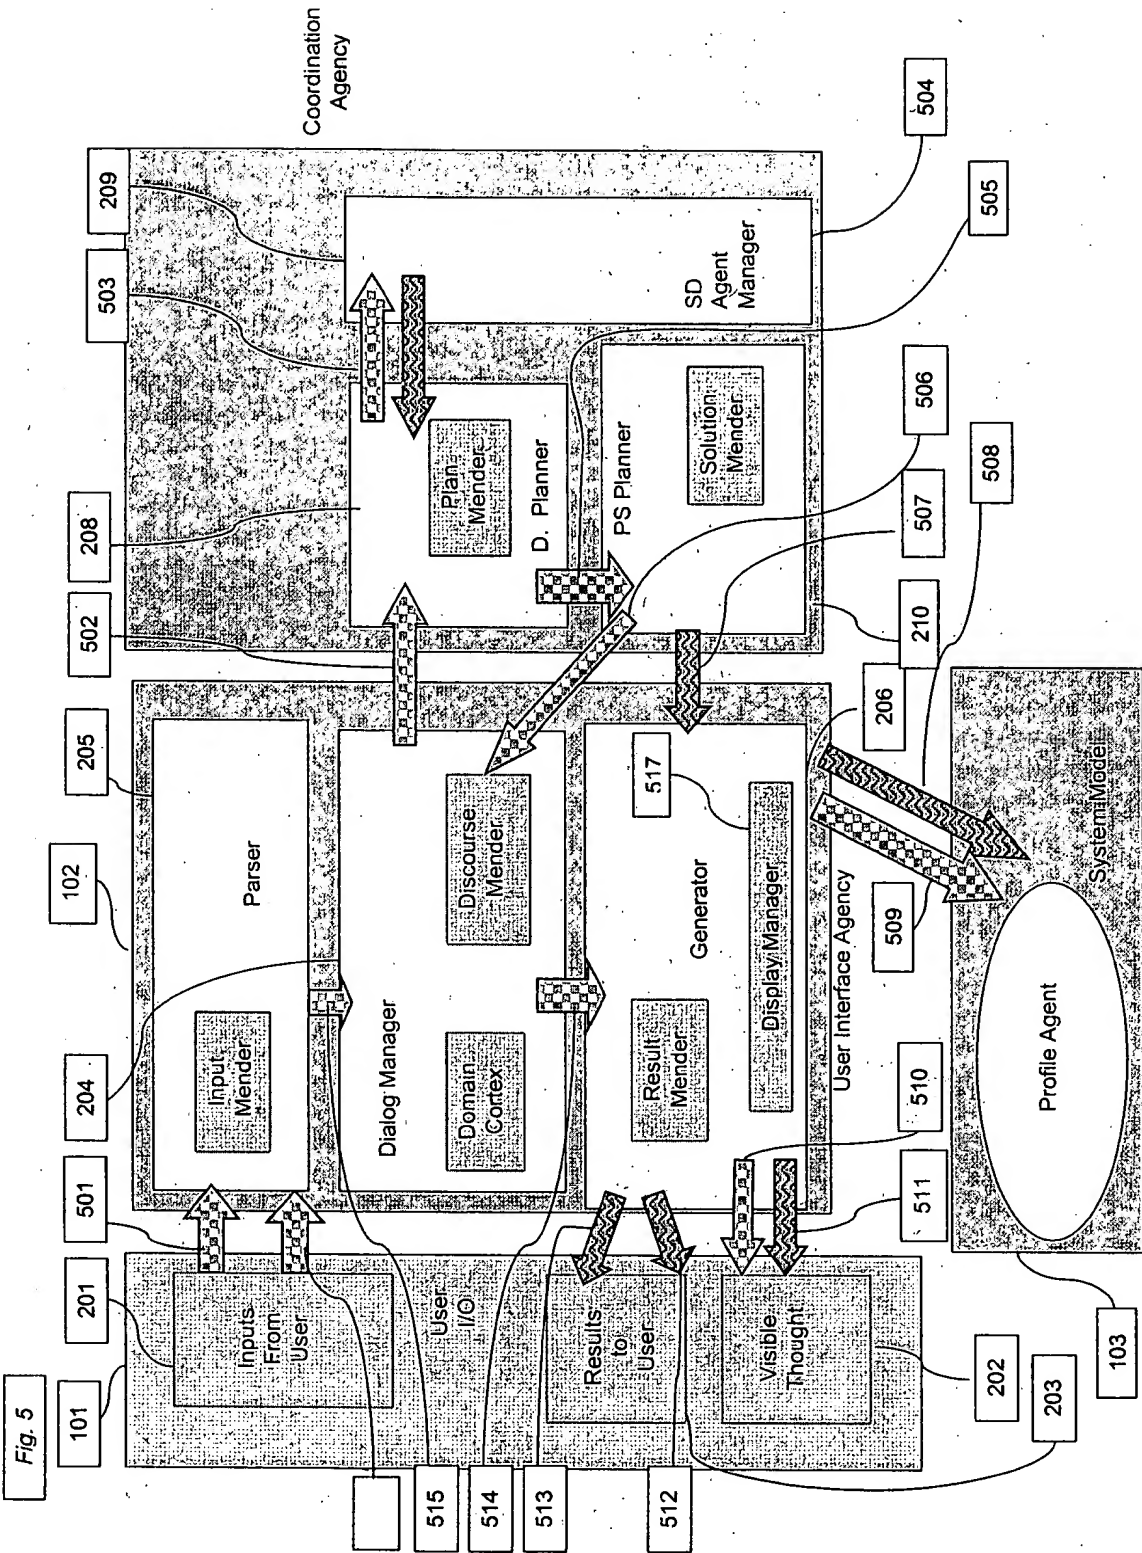 Fig. 5
101
201
501
204
102
205
502
208
503
209
Coordination
Agency
Inputs
From
User
User
I/O
Results
to
User
Visible
Thought
Input
Mender
Parser
Dialog Manager
Domain
Cortex
Discourse
Mender
Result
Mender
Generator
Display Manager
517
User Interface Agency
Plan
Mender
D. Planner
PS Planner
Solution
Mender
SD
Agent
Manager
504
505
506
507
508
210
206
509
510
511
System Model
Profile Agent
515
514
513
512
202
203
103